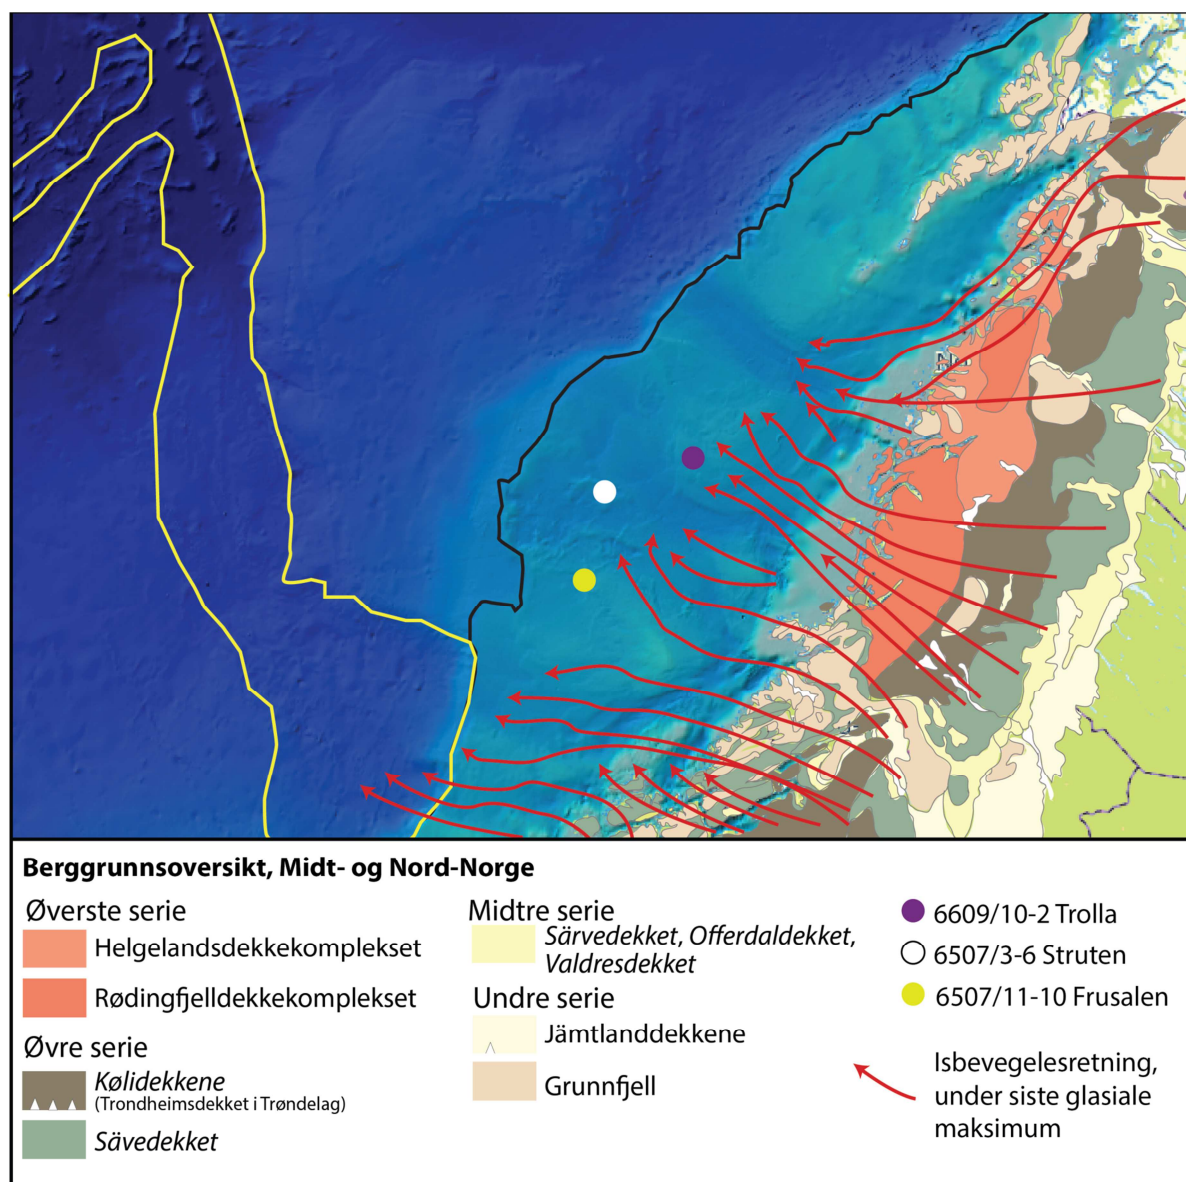 Berggrunnsoversikt, Midt- og Nord-Norge
Øverste serie
Helgelandsdekkekomplekset
Rødingfjelldekkekomplekset
Øvre serie
Kølidekkene
(Trondheimsdekket i Trøndelag)
Sävedekket
Midtre serie
Särvedekket, Offerdaldekket,
Valdresdekket
Undre serie
Jämtlanddekkene
Grunnfjell
6609/10-2 Trolla
6507/3-6 Struten
6507/11-10 Frusalen
Isbevegelesretning,
under siste glasiale
maksimum